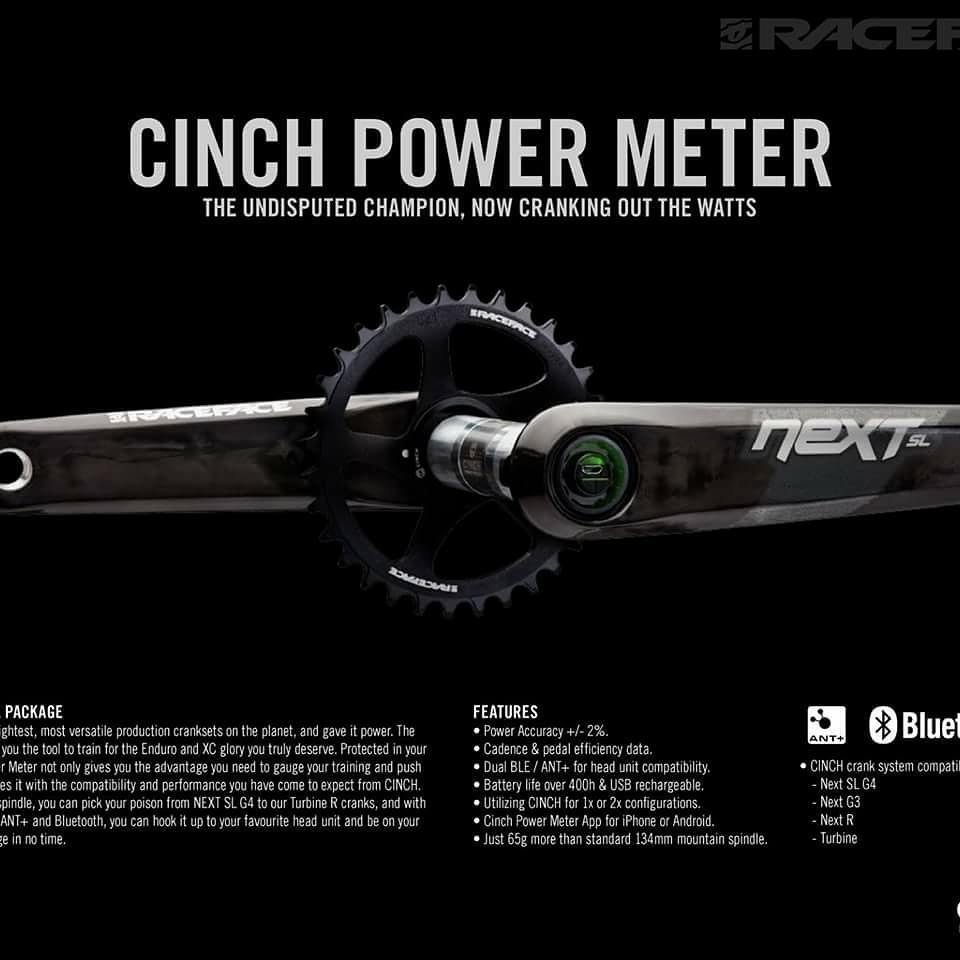 RACEF
CINCH POWER METER
THE UNDISPUTED CHAMPION, NOW CRANKING OUT THE WATTS
RACEFACE
RACEFACE
NEXT SL
CINCH
RACEFACE
PACKAGE
ightest, most versatile production cranksets on the planet, and gave it power. The
you the tool to train for the Enduro and XC glory you truly deserve. Protected in your
r Meter not only gives you the advantage you need to gauge your training and push
es it with the compatibility and performance you have come to expect from CINCH.
spindle, you can pick your poison from NEXT SL G4 to our Turbine R cranks, and with
ANT+ and Bluetooth, you can hook it up to your favourite head unit and be on your
ge in no time.
FEATURES
• Power Accuracy +/- 2%.
• Cadence & pedal efficiency data.
• Dual BLE / ANT+ for head unit compatibility.
• Battery life over 400h & USB rechargeable.
• Utilizing CINCH for 1x or 2x configurations.
• Cinch Power Meter App for iPhone or Android.
• Just 65g more than standard 134mm mountain spindle.
ANT+
Bluet
• CINCH crank system compati
- Next SL G4
- Next G3
- Next R
- Turbine